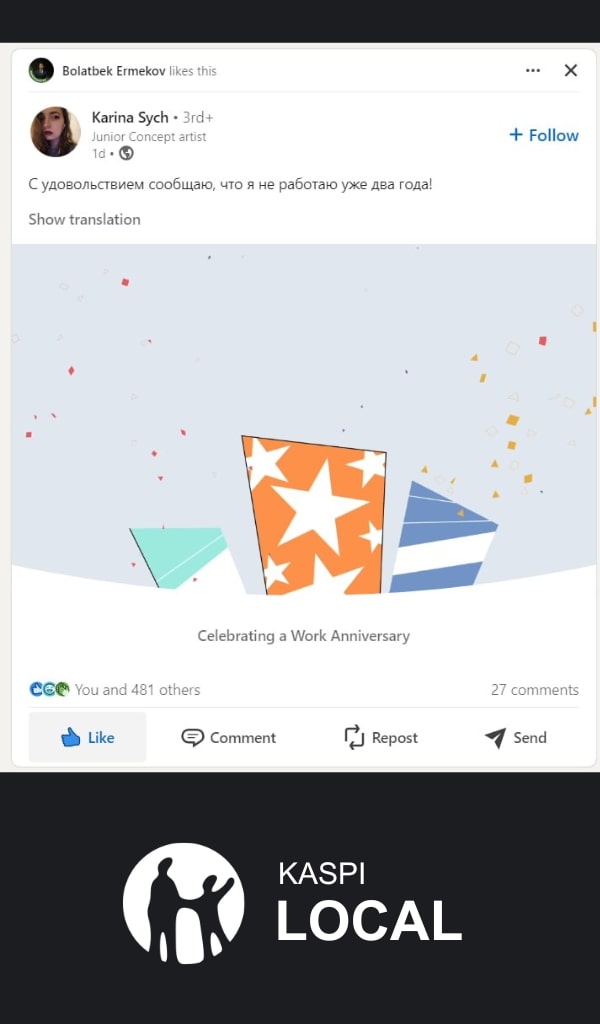 Bolatbek Ermekov likes this
Karina Sych • 3rd+
Junior Concept artist
+ Follow
1d •
С удовольствием сообщаю, что я не работаю уже два года!
Show translation
Celebrating a Work Anniversary
You and 481 others
27 comments
Like
Comment
Repost
Send
KASPI
LOCAL